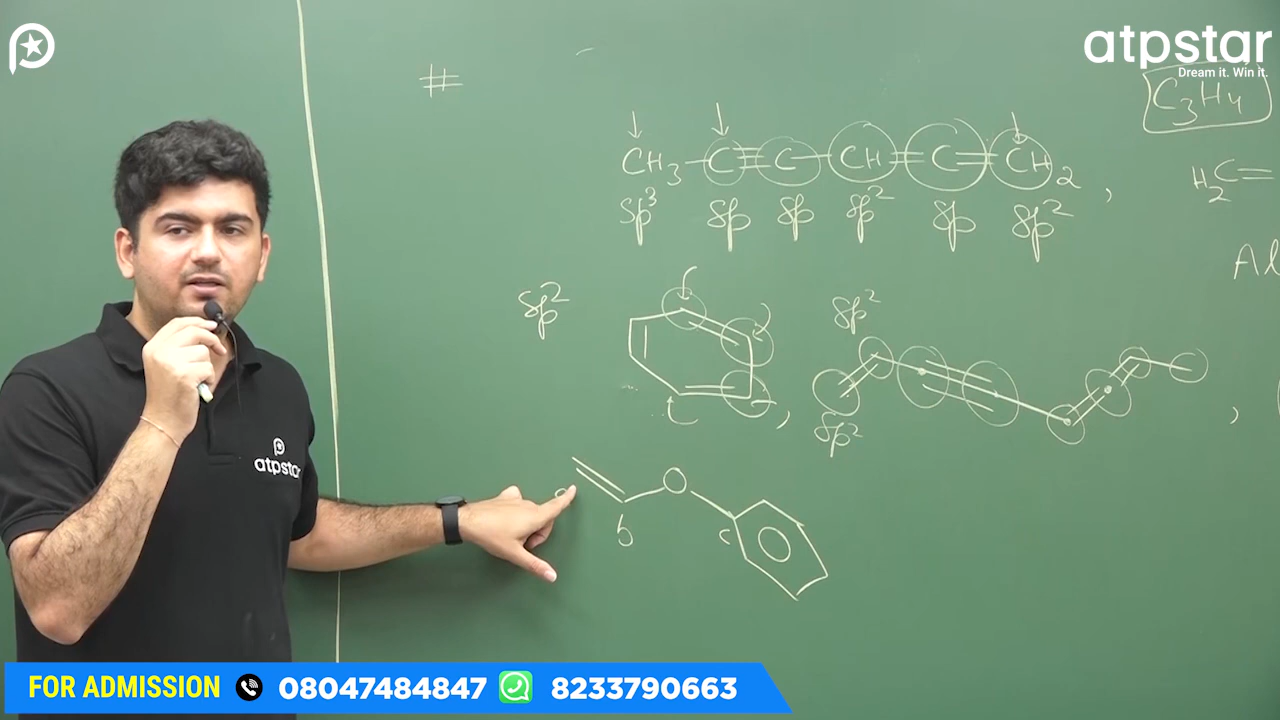 atpstar
Dream it. Win it.
#
C3H4
CH3-C≡C-CH=C=CH2,
H2C=
sp3 sp sp sp2 sp sp2
Al
sp2
sp2
,
,
sp2
O
a
b
c
atpstar
FOR ADMISSION 08047484847 8233790663